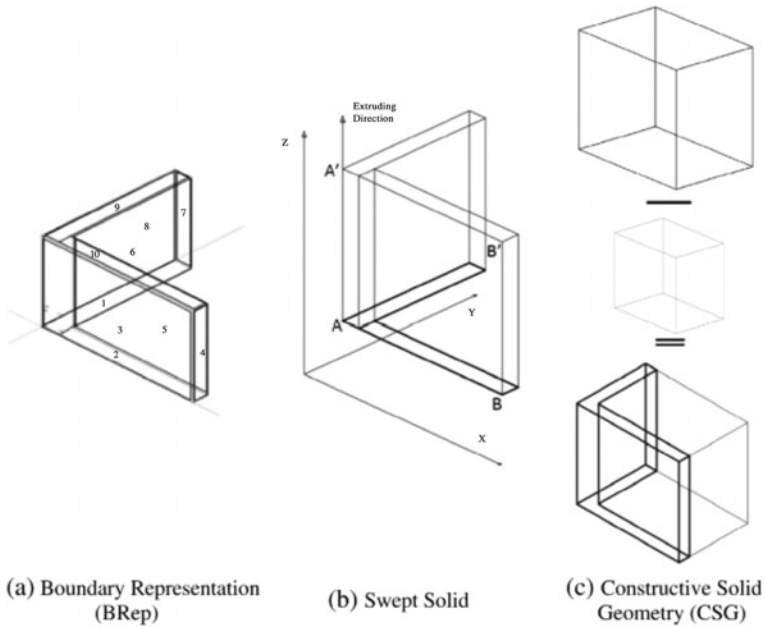 9
7
8
10
6
1
3
5
2
4
Extruding
Direction
Z
A'
B'
A
Y
B
X
(a) Boundary Representation
(BRep)
(b) Swept Solid
(c) Constructive Solid
Geometry (CSG)